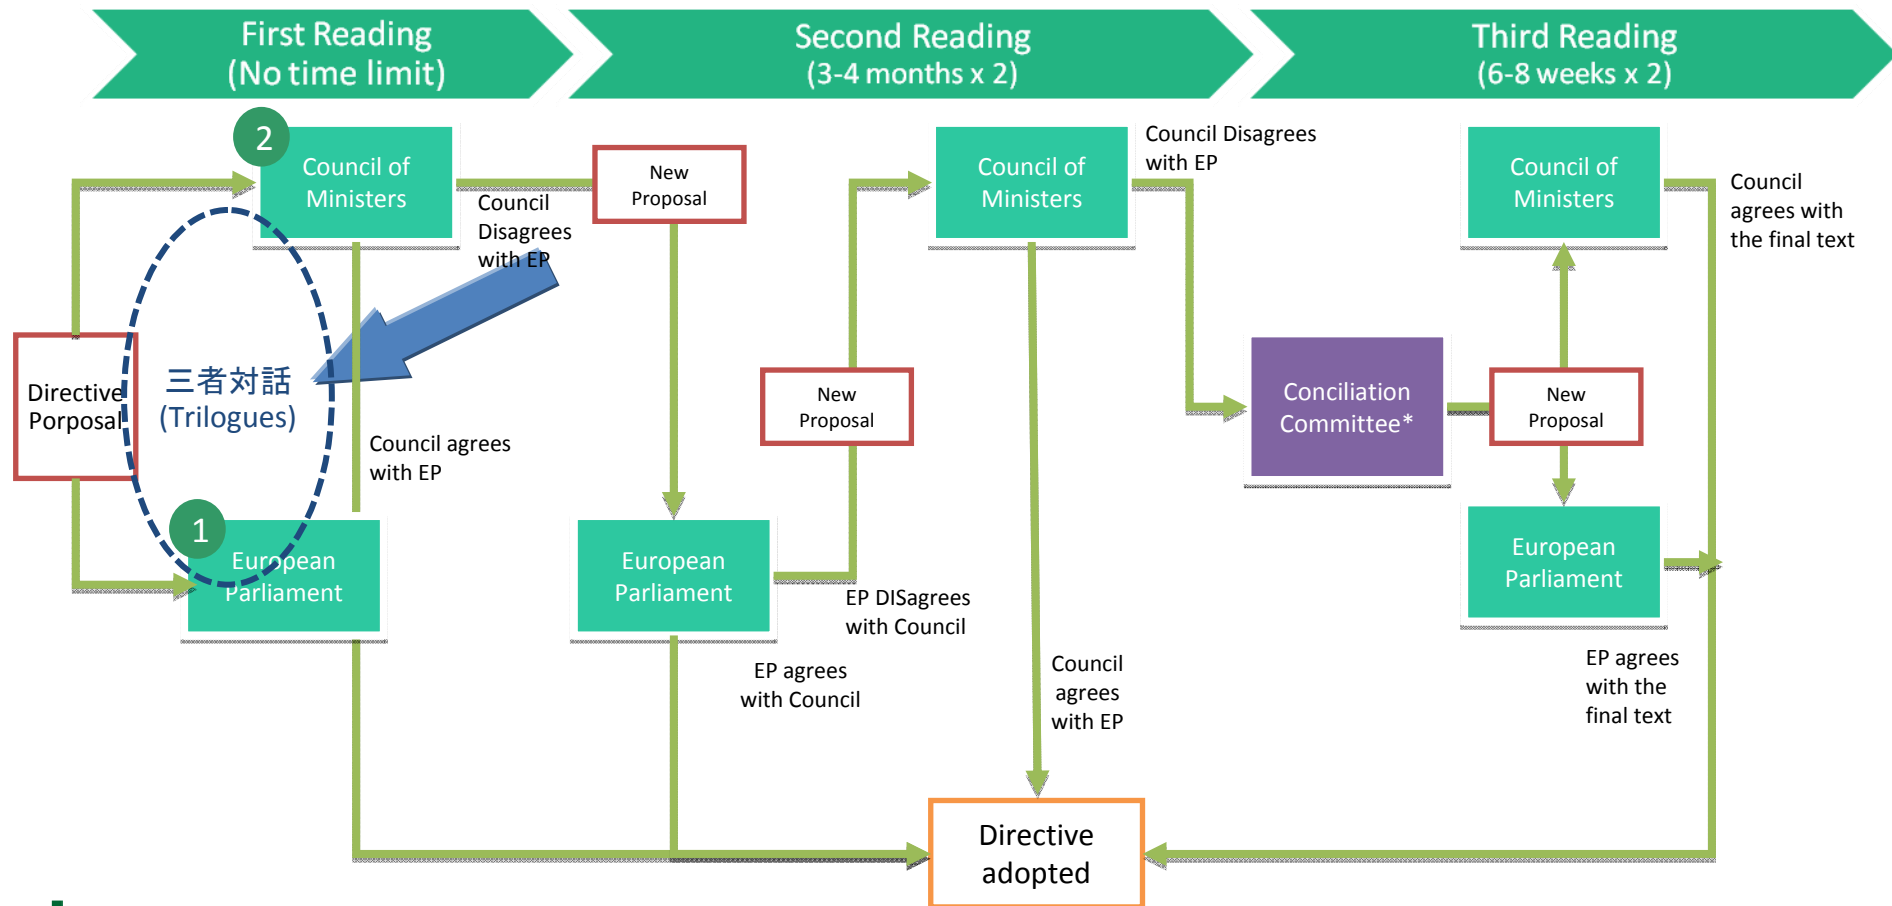 First Reading
(No time limit)
Second Reading
(3-4 months x 2)
Third Reading
(6-8 weeks x 2)
2
Council of
Ministers
Council
Disagrees
with EP
New
Proposal
Council of
Ministers
Council Disagrees
with EP
Council of
Ministers
Council
agrees with
the final text
Directive
Porposal
三者対話
(Trilogues)
Council agrees
with EP
New
Proposal
Conciliation
Committee*
New
Proposal
1
European
Parliament
European
Parliament
EP DISagrees
with Council
EP agrees
with Council
Council
agrees
with EP
European
Parliament
EP agrees
with the
final text
Directive
adopted